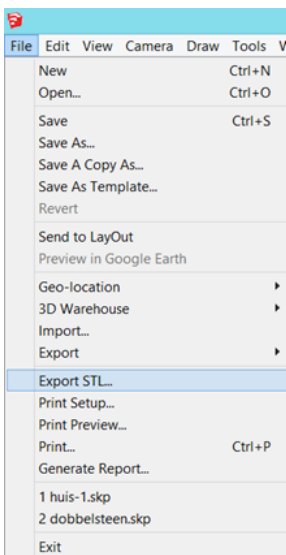 File Edit View Camera Draw Tools
New Ctrl+N
Open... Ctrl+O
Save Ctrl+S
Save As...
Save A Copy As...
Save As Template...
Revert
Send to LayOut
Preview in Google Earth
Geo-location
3D Warehouse
Import...
Export
Export STL...
Print Setup...
Print Preview...
Print... Ctrl+P
Generate Report...
1 huis-1.skp
2 dobbelsteen.skp
Exit